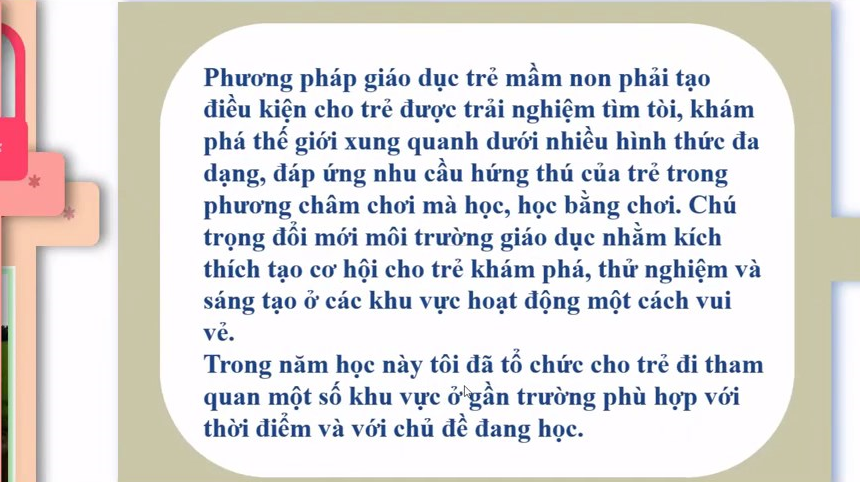 Phương pháp giáo dục trẻ mầm non phải tạo
điều kiện cho trẻ được trải nghiệm tìm tòi, khám
phá thế giới xung quanh dưới nhiều hình thức đa
dạng, đáp ứng nhu cầu hứng thú của trẻ trong
phương châm chơi mà học, học bằng chơi. Chú
trọng đổi mới môi trường giáo dục nhằm kích
thích tạo cơ hội cho trẻ khám phá, thử nghiệm và
sáng tạo ở các khu vực hoạt động một cách vui
vẻ.
Trong năm học này tôi đã tổ chức cho trẻ đi tham
quan một số khu vực ở gần trường phù hợp với
thời điểm và với chủ đề đang học.